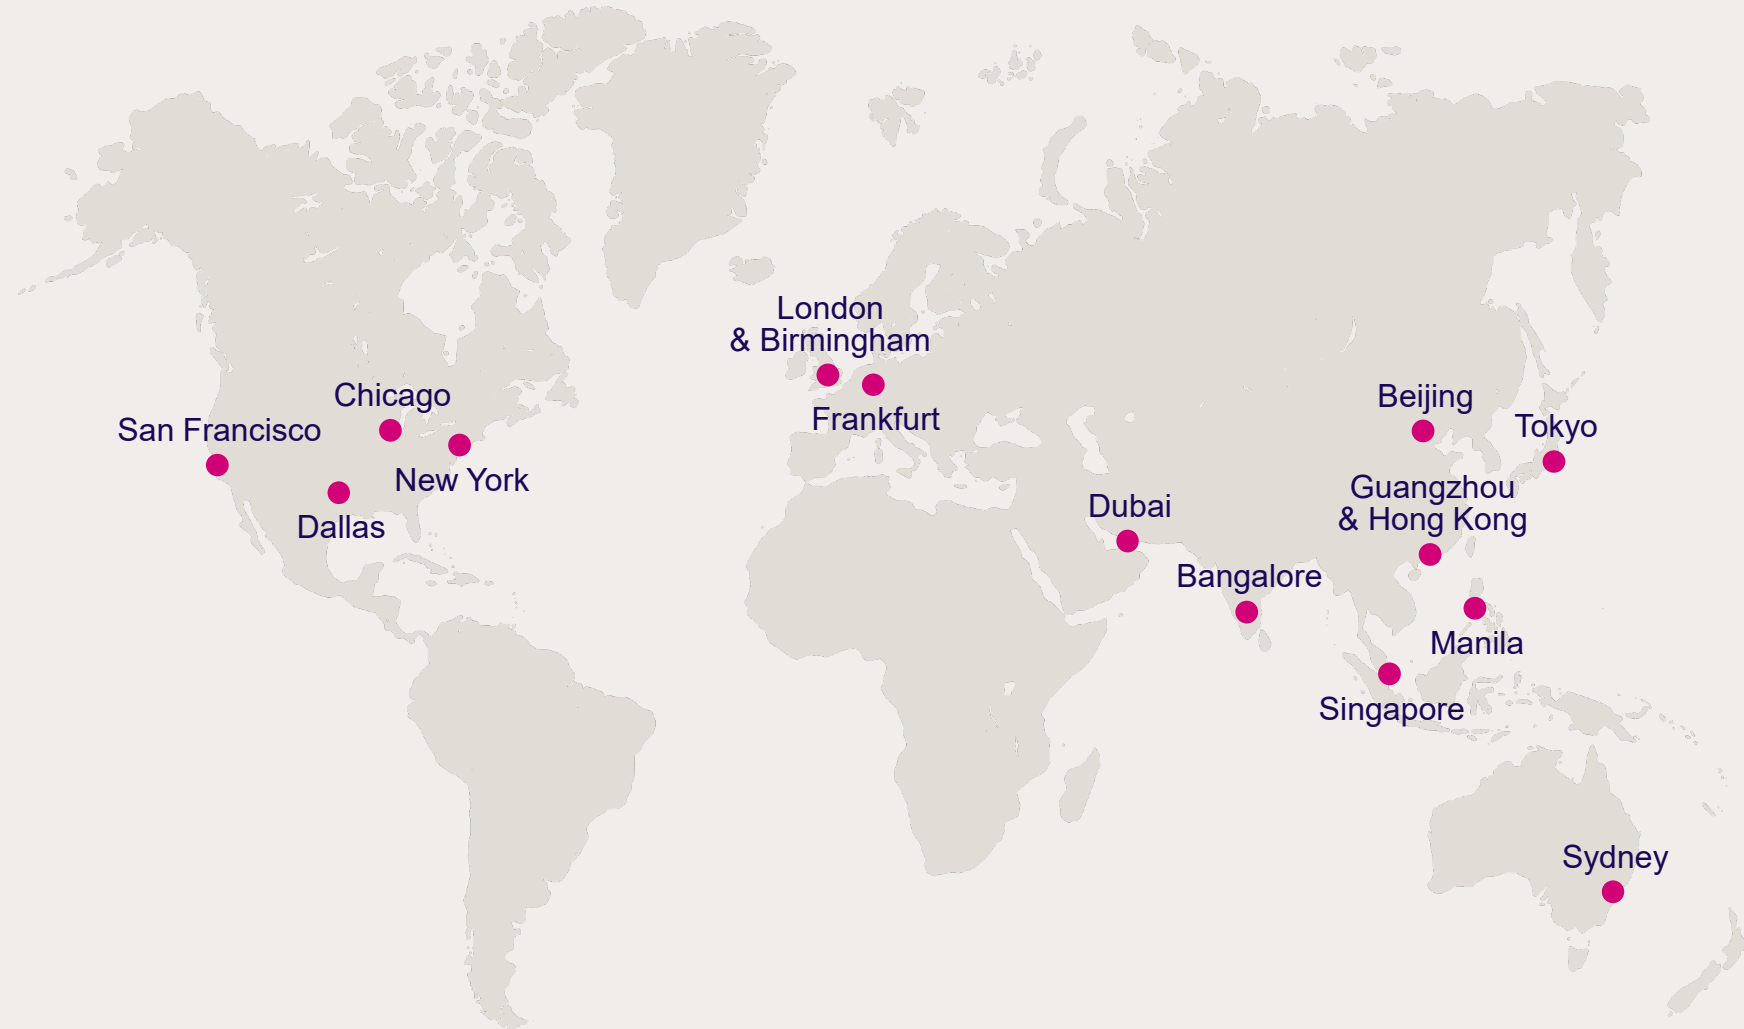 London
& Birmingham
Chicago
Beijing
San Francisco
Frankfurt
Tokyo
New York
Guangzhou
& Hong Kong
Dubai
Dallas
Bangalore
Manila
Singapore
Sydney